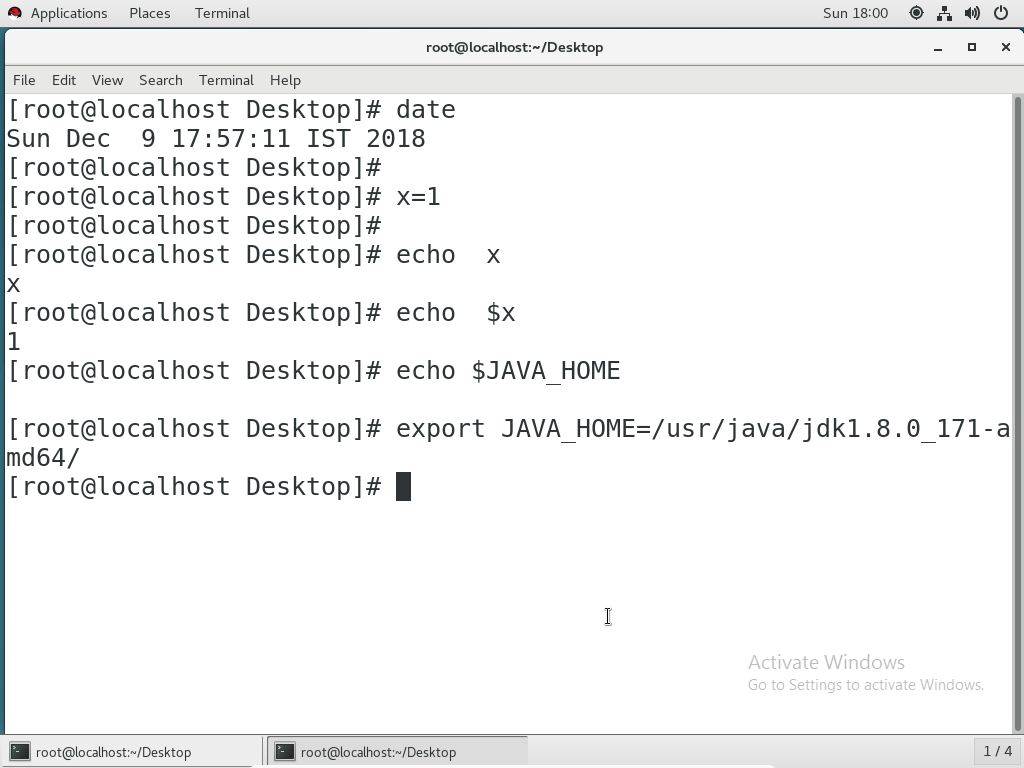 Applications Places Terminal Sun 18:00
root@localhost:~/Desktop
File Edit View Search Terminal Help
[root@localhost Desktop]# date
Sun Dec  9 17:57:11 IST 2018
[root@localhost Desktop]#
[root@localhost Desktop]# x=1
[root@localhost Desktop]#
[root@localhost Desktop]# echo  x
x
[root@localhost Desktop]# echo  $x
1
[root@localhost Desktop]# echo $JAVA_HOME
[root@localhost Desktop]# export JAVA_HOME=/usr/java/jdk1.8.0_171-a
md64/
[root@localhost Desktop]#
Activate Windows
Go to Settings to activate Windows.
root@localhost:~/Desktop root@localhost:~/Desktop 1 / 4